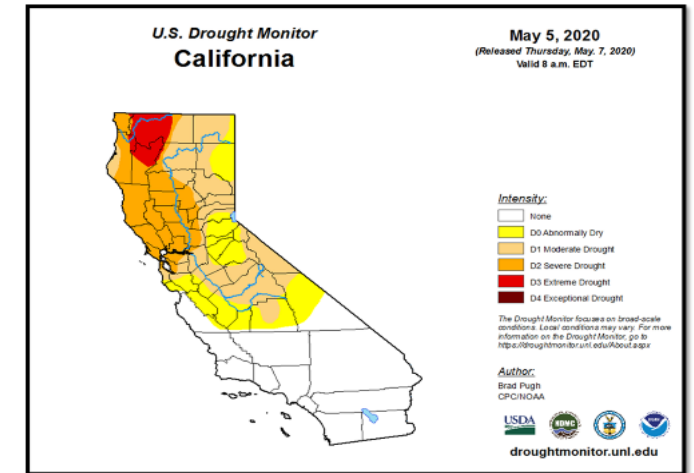 U.S. Drought Monitor
California
May 5, 2020
(Released Thursday, May. 7, 2020)
Valid 8 a.m. EDT
Intensity:
None
D0 Abnormally Dry
D1 Moderate Drought
D2 Severe Drought
D3 Extreme Drought
D4 Exceptional Drought
The Drought Monitor focuses on broad-scale
conditions. Local conditions may vary. For more
information on the Drought Monitor, go to
https://droughtmonitor.unl.edu/About.aspx
Author:
Brad Pugh
CPC/NOAA
USDA
NDMC
droughtmonitor.unl.edu